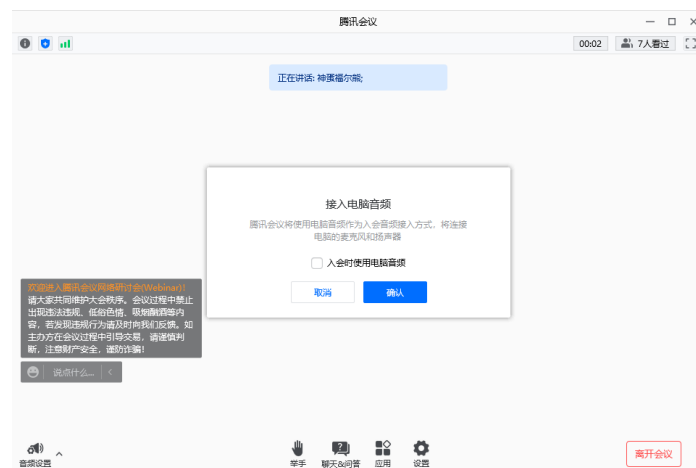 腾讯会议
00:02
7人看过
正在讲话: 神蛋福尔能;
接入电脑音频
腾讯会议将使用电脑音频作为入会音频接入方式，将连接
电脑的麦克风和扬声器
入会时使用电脑音频
取消
确认
欢迎进入腾讯会议网络研讨会(Webinar)!
请大家共同维护大会秩序。会议过程中禁止
出现违法违规、低俗色情、吸烟酗酒等内
容，若发现违规行为请及时向我们反馈。如
主办方在会议过程中引导交易，请谨慎判
断，注意财产安全，谨防诈骗!
说点什么...
音频设置
举手
聊天&问答
应用
设置
离开会议